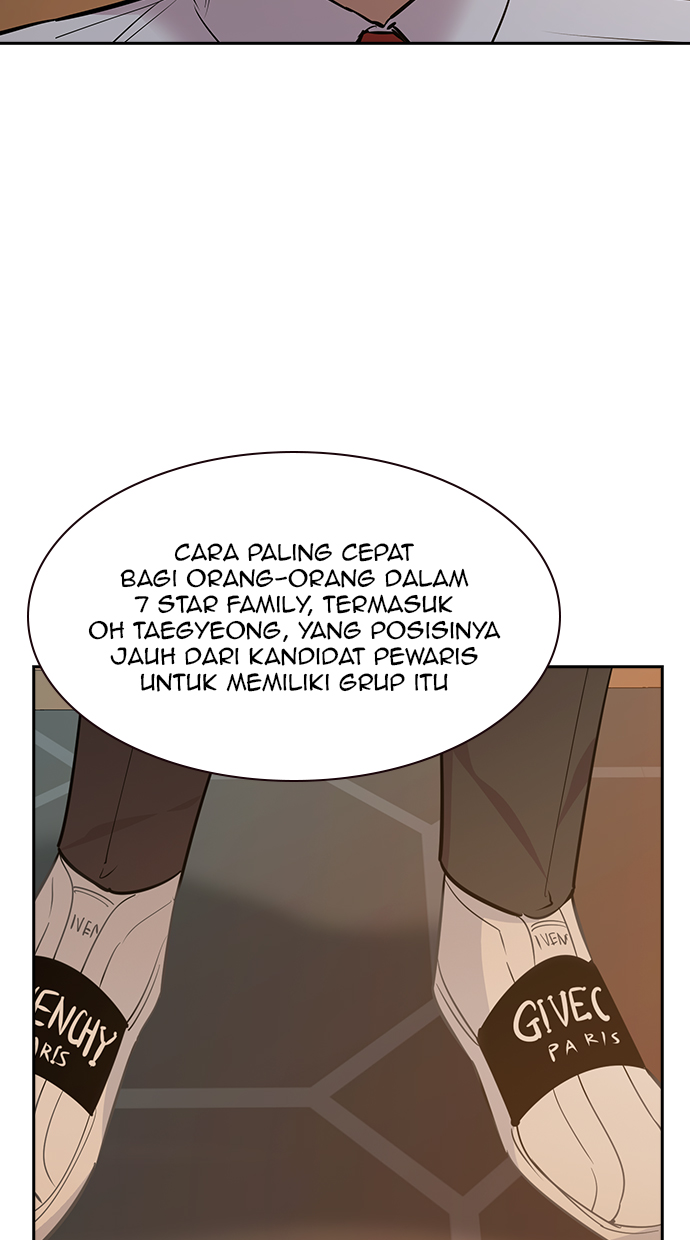 CARA PALING CEPAT
BAGI ORANG-ORANG DALAM
7 STAR FAMILY, TERMASUK
OH TAEGYEONG, YANG POSISINYA
JAUH DARI KANDIDAT PEWARIS
UNTUK MEMILIKI GRUP ITU
IVEN
IVEN
ENCHY
RIS
GIVEC
PARIS